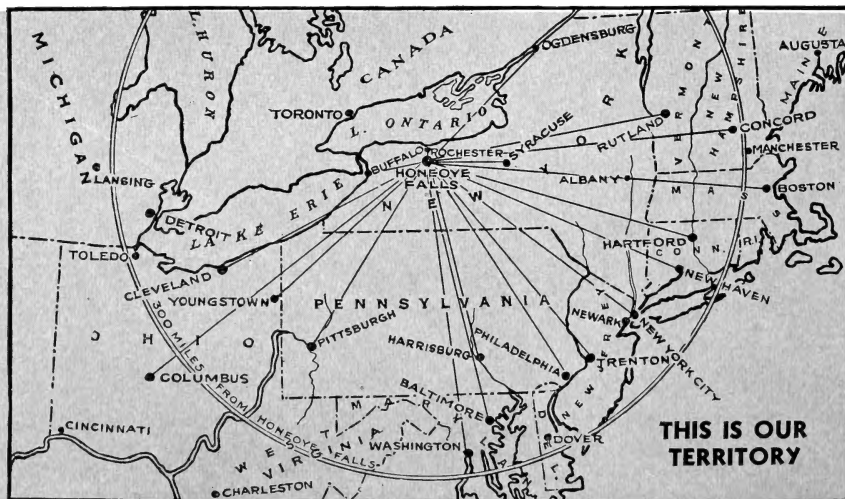 MICHIGAN
L. HURON
CANADA
OGDENSBURG
AUGUSTA
MAINE
VERMONT
NEW HAMPSHIRE
TORONTO
L. ONTARIO
NEW YORK
RUTLAND
CONCORD
MANCHESTER
BUFFALO
ROCHESTER
SYRACUSE
HONEOYE
FALLS
LANSING
ALBANY
MASS
BOSTON
DETROIT
LAKE ERIE
HARTFORD
CONN.
R.I.
TOLEDO
CLEVELAND
NEW HAVEN
YOUNGSTOWN
PENNSYLVANIA
NEW JERSEY
NEWARK
NEW YORK CITY
OHIO
PITTSBURGH
HARRISBURG
PHILADELPHIA
TRENTON
COLUMBUS
300 MILES FROM HONEOYE FALLS
BALTIMORE
MARYLAND
DEL
CINCINNATI
WEST
VIRGINIA
WASHINGTON
DOVER
CHARLESTON
THIS IS OUR
TERRITORY